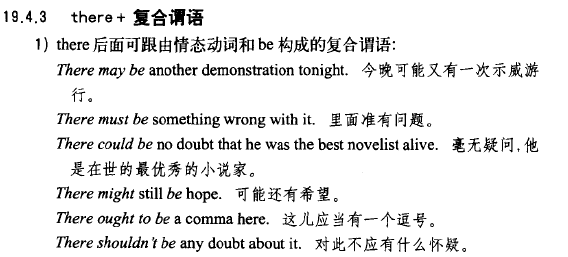 19.4.3 there + 复合谓语
1) there 后面可跟由情态动词和 be 构成的复合谓语:
There may be another demonstration tonight. 今晚可能又有一次示威游
行。
There must be something wrong with it. 里面准有问题。
There could be no doubt that he was the best novelist alive. 毫无疑问,他
是在世的最优秀的小说家。
There might still be hope. 可能还有希望。
There ought to be a comma here. 这儿应当有一个逗号。
There shouldn't be any doubt about it. 对此不应有什么怀疑。